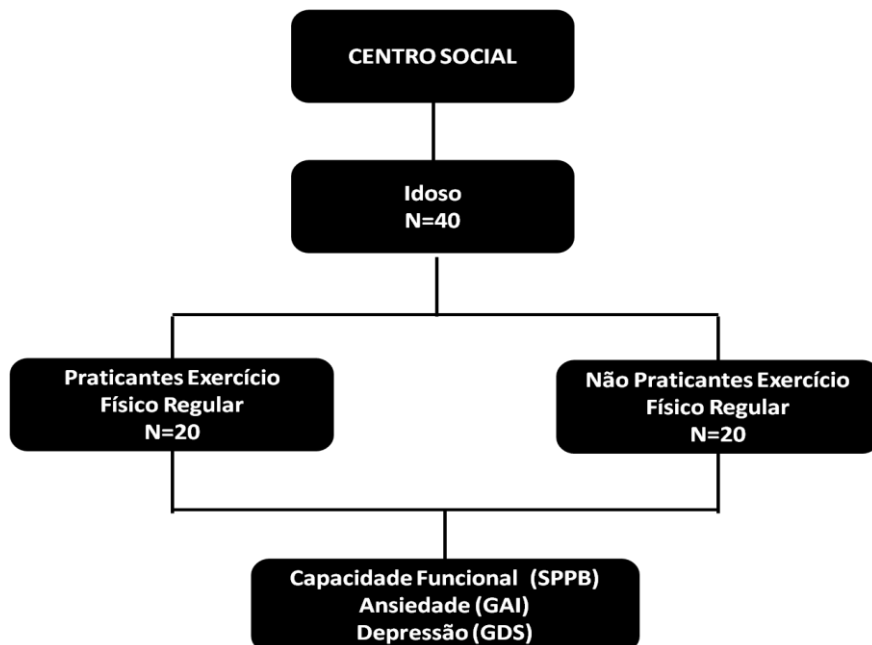 CENTRO SOCIAL
Idoso
N=40
Praticantes Exercício
Físico Regular
N=20
Não Praticantes Exercício
Físico Regular
N=20
Capacidade Funcional (SPPB)
Ansiedade (GAI)
Depressão (GDS)